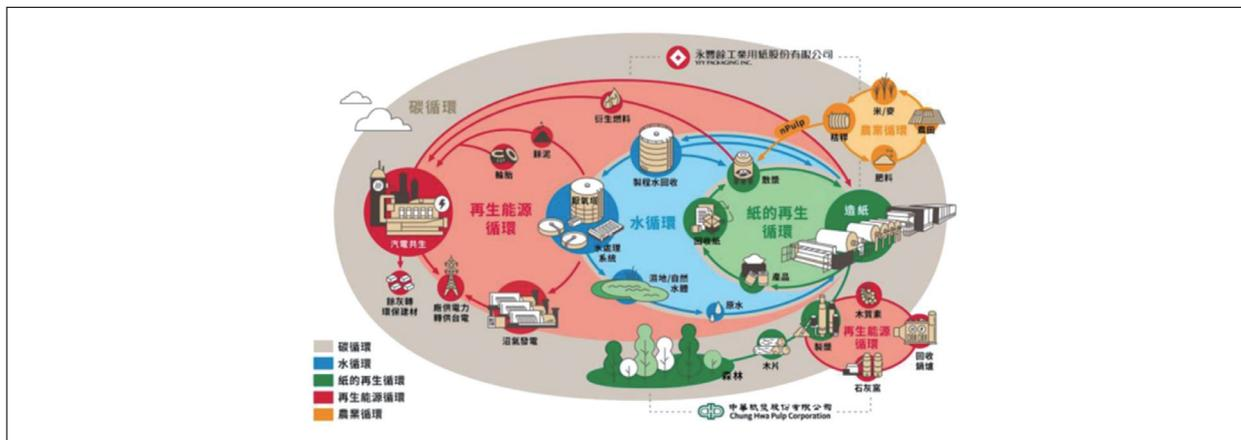 永豐餘工業用紙股份有限公司
YFY PACKAGING INC.
碳循環
衍生燃料
餘泥
輪胎
汽電共生
再生能源
循環
厭氧塔
水處理
系統
製程水回收
水循環
nPulp
散漿
回收紙
紙的再生
循環
造紙
產品
米/麥
秸稈
農業循環
農田
肥料
餘灰轉
環保建材
廠供電力
轉供台電
沼氣發電
濕地/自然
水體
原水
木質素
製漿
再生能源
循環
回收
鍋爐
石灰窯
木片
森林
碳循環
水循環
紙的再生循環
再生能源循環
農業循環
中華紙漿股份有限公司
Chung Hwa Pulp Corporation